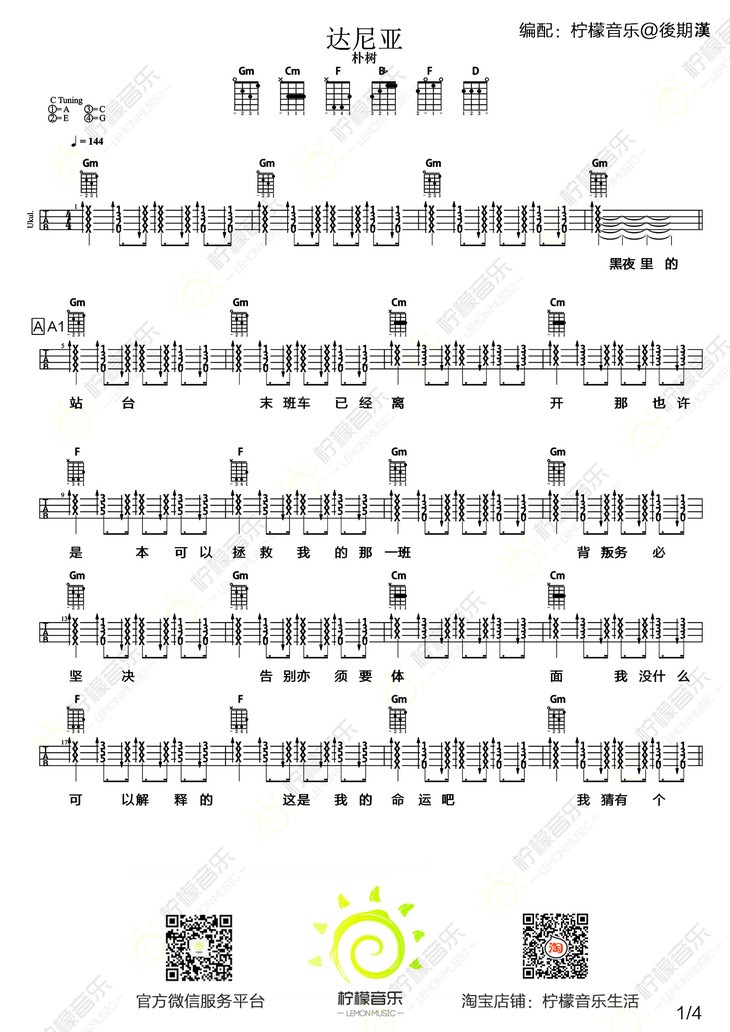 编配：柠檬音乐@後期漢
达尼亚
朴树
Gm Cm F B♭ F D
C Tuning
①=A ③=C
②=E ④=G
♩=144
Gm Gm Gm Gm
Ukul.
黑夜里的
Gm Gm Cm Cm
A A1
5
站台 末班车已经离 开那也许
F F Gm Gm
9
是本可以拯救我的那一班 背叛务必
Gm Gm Cm Cm
13
坚决 告别亦须要体 面我没什么
F F Gm Gm
17
可以解释的 这是我的命运吧 我猜有个
官方微信服务平台
柠檬音乐
LEMON MUSIC
淘
淘宝店铺：柠檬音乐生活
1/4